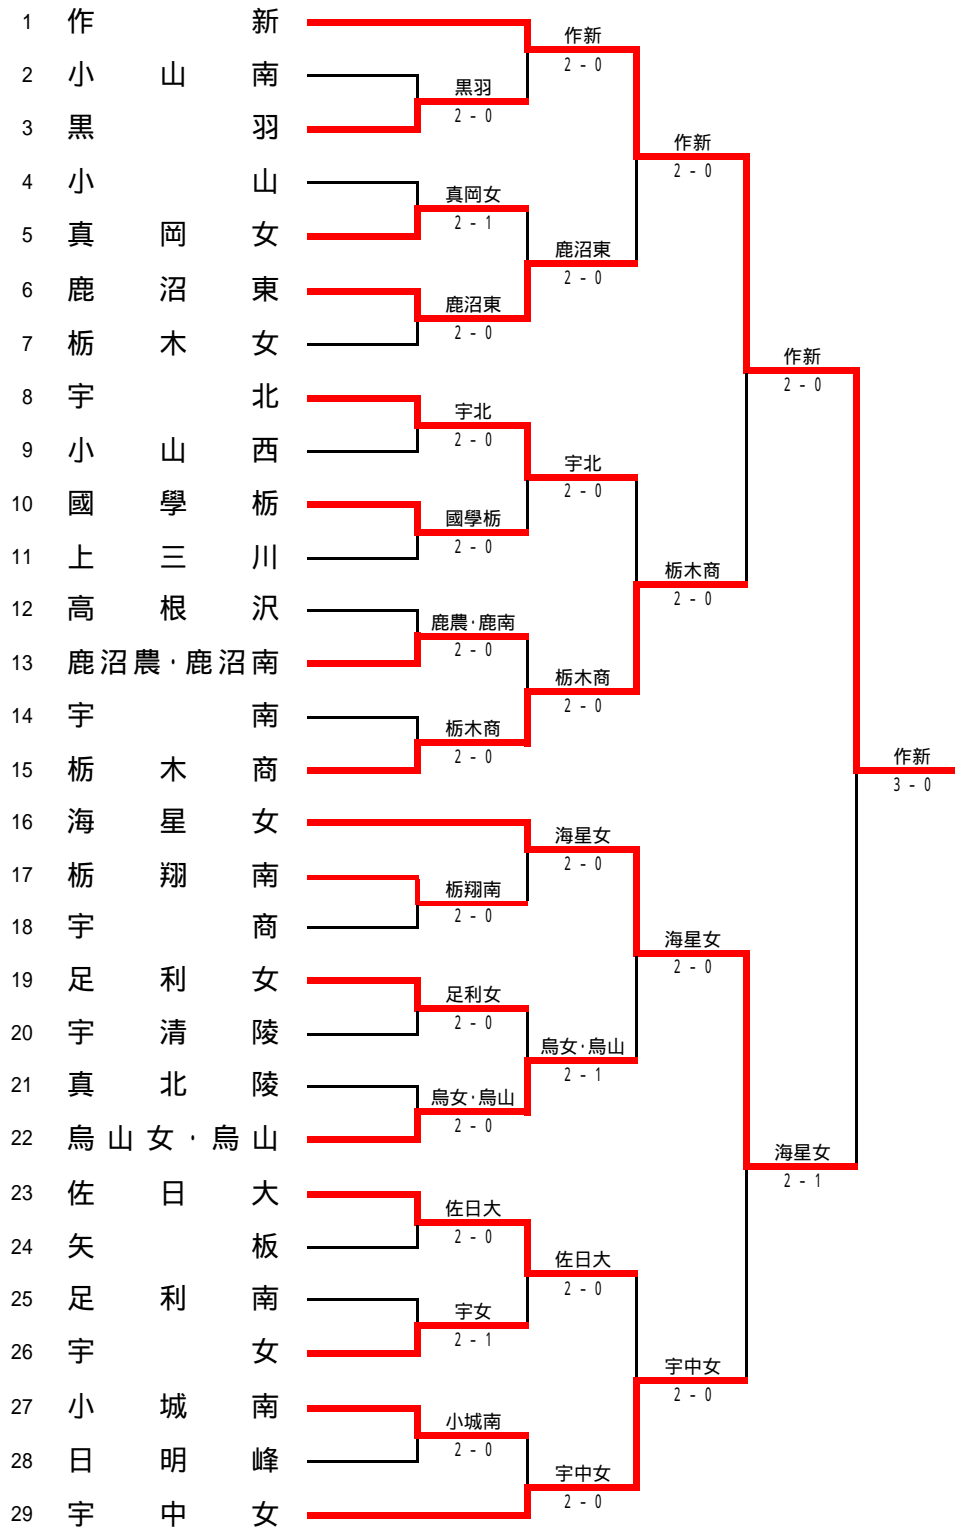 1 作新
2 小山南
3 黒羽
4 小山
5 真岡女
6 鹿沼東
7 栃木女
8 宇北
9 小山西
10 國學栃
11 上三川
12 高根沢
13 鹿沼農・鹿沼南
14 宇南
15 栃木商
16 海星女
17 栃翔南
18 宇商
19 足利女
20 宇清陵
21 真北陵
22 烏山女・烏山
23 佐日大
24 矢板
25 足利南
26 宇女
27 小城南
28 日明峰
29 宇中女
黒羽
2 - 0
真岡女
2 - 1
鹿沼東
2 - 0
宇北
2 - 0
國學栃
2 - 0
鹿農・鹿南
2 - 0
栃木商
2 - 0
栃翔南
2 - 0
足利女
2 - 0
烏女・烏山
2 - 0
佐日大
2 - 0
宇女
2 - 1
小城南
2 - 0
作新
2 - 0
鹿沼東
2 - 0
宇北
2 - 0
栃木商
2 - 0
海星女
2 - 0
烏女・烏山
2 - 1
佐日大
2 - 0
宇中女
2 - 0
作新
2 - 0
栃木商
2 - 0
海星女
2 - 0
宇中女
2 - 0
作新
2 - 0
海星女
2 - 1
作新
3 - 0